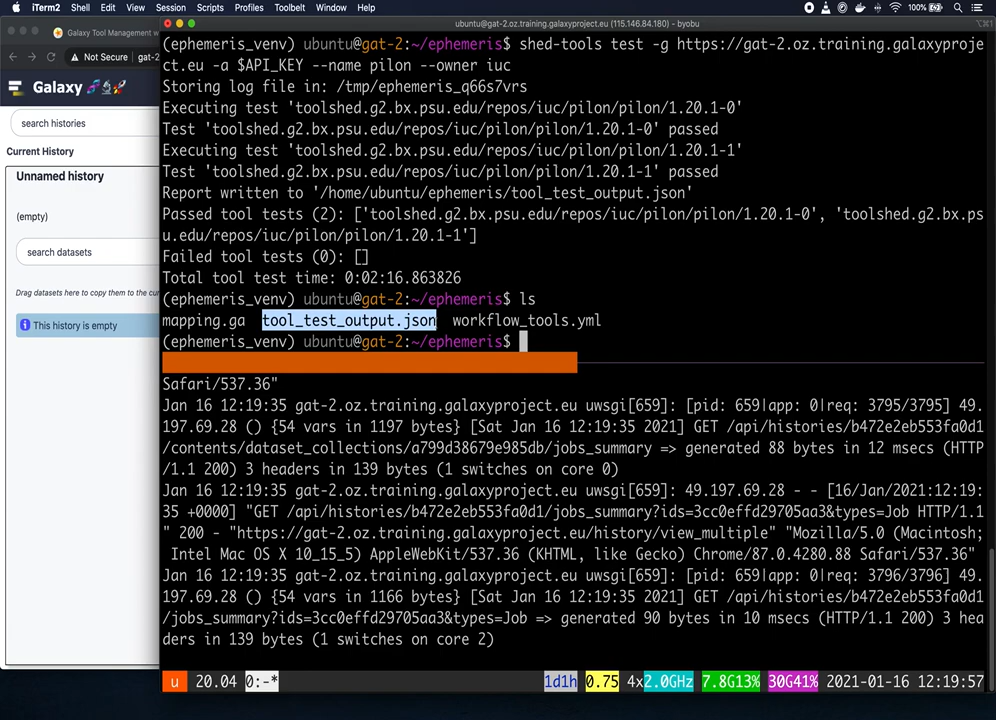 iTerm2 Shell Edit View Session Scripts Profiles Toolbelt Window Help 100%
ubuntu@gat-2.oz.training.galaxyproject.eu (115.146.84.180) - byobu
Galaxy Tool Management w
Not Secure gat-2
Galaxy
search histories
Current History
Unnamed history
(empty)
search datasets
Drag datasets here to copy them to the cur
This history is empty
(ephemeris_venv) ubuntu@gat-2:~/ephemeris$ shed-tools test -g https://gat-2.oz.training.galaxyproje
ct.eu -a $API_KEY --name pilon --owner iuc
Storing log file in: /tmp/ephemeris_q66s7vrs
Executing test 'toolshed.g2.bx.psu.edu/repos/iuc/pilon/pilon/1.20.1-0'
Test 'toolshed.g2.bx.psu.edu/repos/iuc/pilon/pilon/1.20.1-0' passed
Executing test 'toolshed.g2.bx.psu.edu/repos/iuc/pilon/pilon/1.20.1-1'
Test 'toolshed.g2.bx.psu.edu/repos/iuc/pilon/pilon/1.20.1-1' passed
Report written to '/home/ubuntu/ephemeris/tool_test_output.json'
Passed tool tests (2): ['toolshed.g2.bx.psu.edu/repos/iuc/pilon/pilon/1.20.1-0', 'toolshed.g2.bx.ps
u.edu/repos/iuc/pilon/pilon/1.20.1-1']
Failed tool tests (0): []
Total tool test time: 0:02:16.863826
(ephemeris_venv) ubuntu@gat-2:~/ephemeris$ ls
mapping.ga tool_test_output.json workflow_tools.yml
(ephemeris_venv) ubuntu@gat-2:~/ephemeris$
Safari/537.36"
Jan 16 12:19:35 gat-2.oz.training.galaxyproject.eu uwsgi[659]: [pid: 659|app: 0|req: 3795/3795] 49.
197.69.28 () {54 vars in 1197 bytes} [Sat Jan 16 12:19:35 2021] GET /api/histories/b472e2eb553fa0d1
/contents/dataset_collections/a799d38679e985db/jobs_summary => generated 88 bytes in 12 msecs (HTTP
/1.1 200) 3 headers in 139 bytes (1 switches on core 0)
Jan 16 12:19:35 gat-2.oz.training.galaxyproject.eu uwsgi[659]: 49.197.69.28 - - [16/Jan/2021:12:19:
35 +0000] "GET /api/histories/b472e2eb553fa0d1/jobs_summary?ids=3cc0effd29705aa3&types=Job HTTP/1.1
" 200 - "https://gat-2.oz.training.galaxyproject.eu/history/view_multiple" "Mozilla/5.0 (Macintosh;
Intel Mac OS X 10_15_5) AppleWebKit/537.36 (KHTML, like Gecko) Chrome/87.0.4280.88 Safari/537.36"
Jan 16 12:19:35 gat-2.oz.training.galaxyproject.eu uwsgi[659]: [pid: 659|app: 0|req: 3796/3796] 49.
197.69.28 () {54 vars in 1166 bytes} [Sat Jan 16 12:19:35 2021] GET /api/histories/b472e2eb553fa0d1
/jobs_summary?ids=3cc0effd29705aa3&types=Job => generated 90 bytes in 10 msecs (HTTP/1.1 200) 3 hea
ders in 139 bytes (1 switches on core 2)
u 20.04 0:-* 1d1h 0.75 4x2.0GHz 7.8G13% 30G41% 2021-01-16 12:19:57